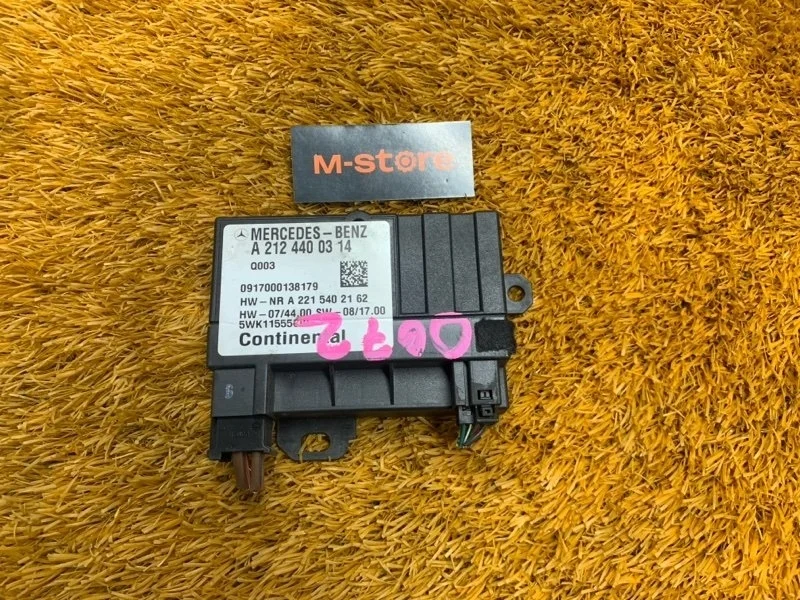 M-store
MERCEDES-BENZ
A 212 440 03 14
Q003
0917000138179
HW-NR A 221 540 21 62
HW-07/44.00 SW-08/17.00
Continental